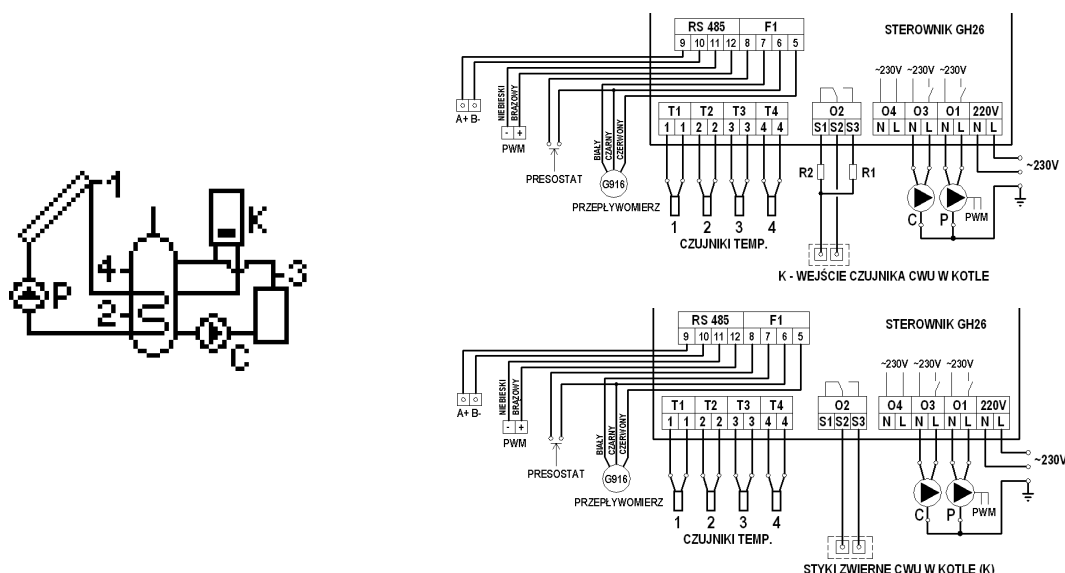 1
K
4
3
P
2
C
RS 485 F1
9 10 11 12 8 7 6 5
STEROWNIK GH26
~230V ~230V ~230V
A+ B-
NIEBIESKI
BRĄZOWY
- +
PWM
PRESOSTAT
BIAŁY
CZARNY
CZERWONY
G916
PRZEPŁYWOMIERZ
T1 T2 T3 T4
1 1 2 2 3 3 4 4
O2
S1 S2 S3
O4 O3 O1 220V
N L N L N L N L
R2 R1
~230V
C P PWM
1 2 3 4
CZUJNIKI TEMP.
K - WEJŚCIE CZUJNIKA CWU W KOTLE
RS 485 F1
9 10 11 12 8 7 6 5
STEROWNIK GH26
~230V ~230V ~230V
A+ B-
NIEBIESKI
BRĄZOWY
- +
PWM
PRESOSTAT
BIAŁY
CZARNY
CZERWONY
G916
PRZEPŁYWOMIERZ
T1 T2 T3 T4
1 1 2 2 3 3 4 4
O2
S1 S2 S3
O4 O3 O1 220V
N L N L N L N L
~230V
C P PWM
1 2 3 4
CZUJNIKI TEMP.
STYKI ZWIERNE CWU W KOTLE (K)